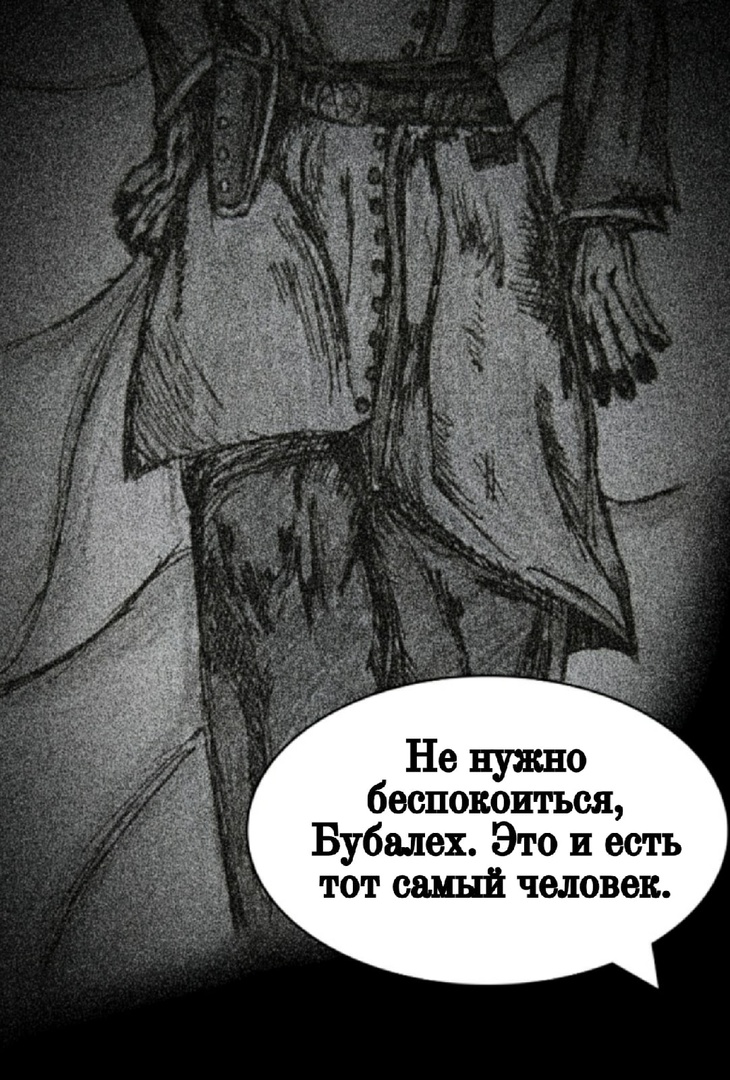 Не нужно
беспокоиться,
Бубалех. Это и есть
тот самый человек.